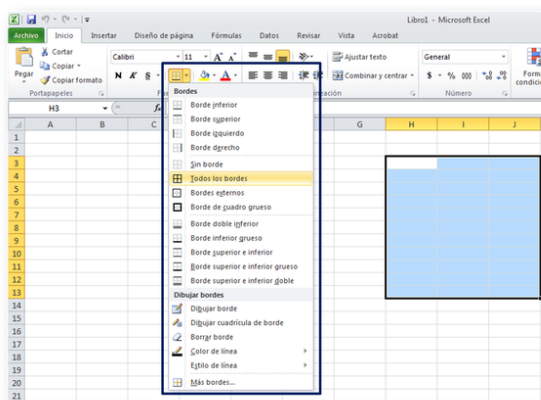 Libro1 - Microsoft Excel
Archivo Inicio Insertar Diseño de página Fórmulas Datos Revisar Vista Acrobat
Pegar
Cortar
Copiar
Copiar formato
Portapapeles
Calibri 11 A A
N K S A
Ajustar texto
Combinar y centrar
General
$ % 000
Número
H3 fx
A B C G H I J
Bordes
Borde inferior
Borde superior
Borde izquierdo
Borde derecho
Sin borde
Todos los bordes
Bordes externos
Borde de cuadro grueso
Borde doble inferior
Borde inferior grueso
Borde superior e inferior
Borde superior e inferior grueso
Borde superior e inferior doble
Dibujar bordes
Dibujar borde
Dibujar cuadrícula de borde
Borrar borde
Color de línea
Estilo de línea
Más bordes...
1
2
3
4
5
6
7
8
9
10
11
12
13
14
15
16
17
18
19
20
21